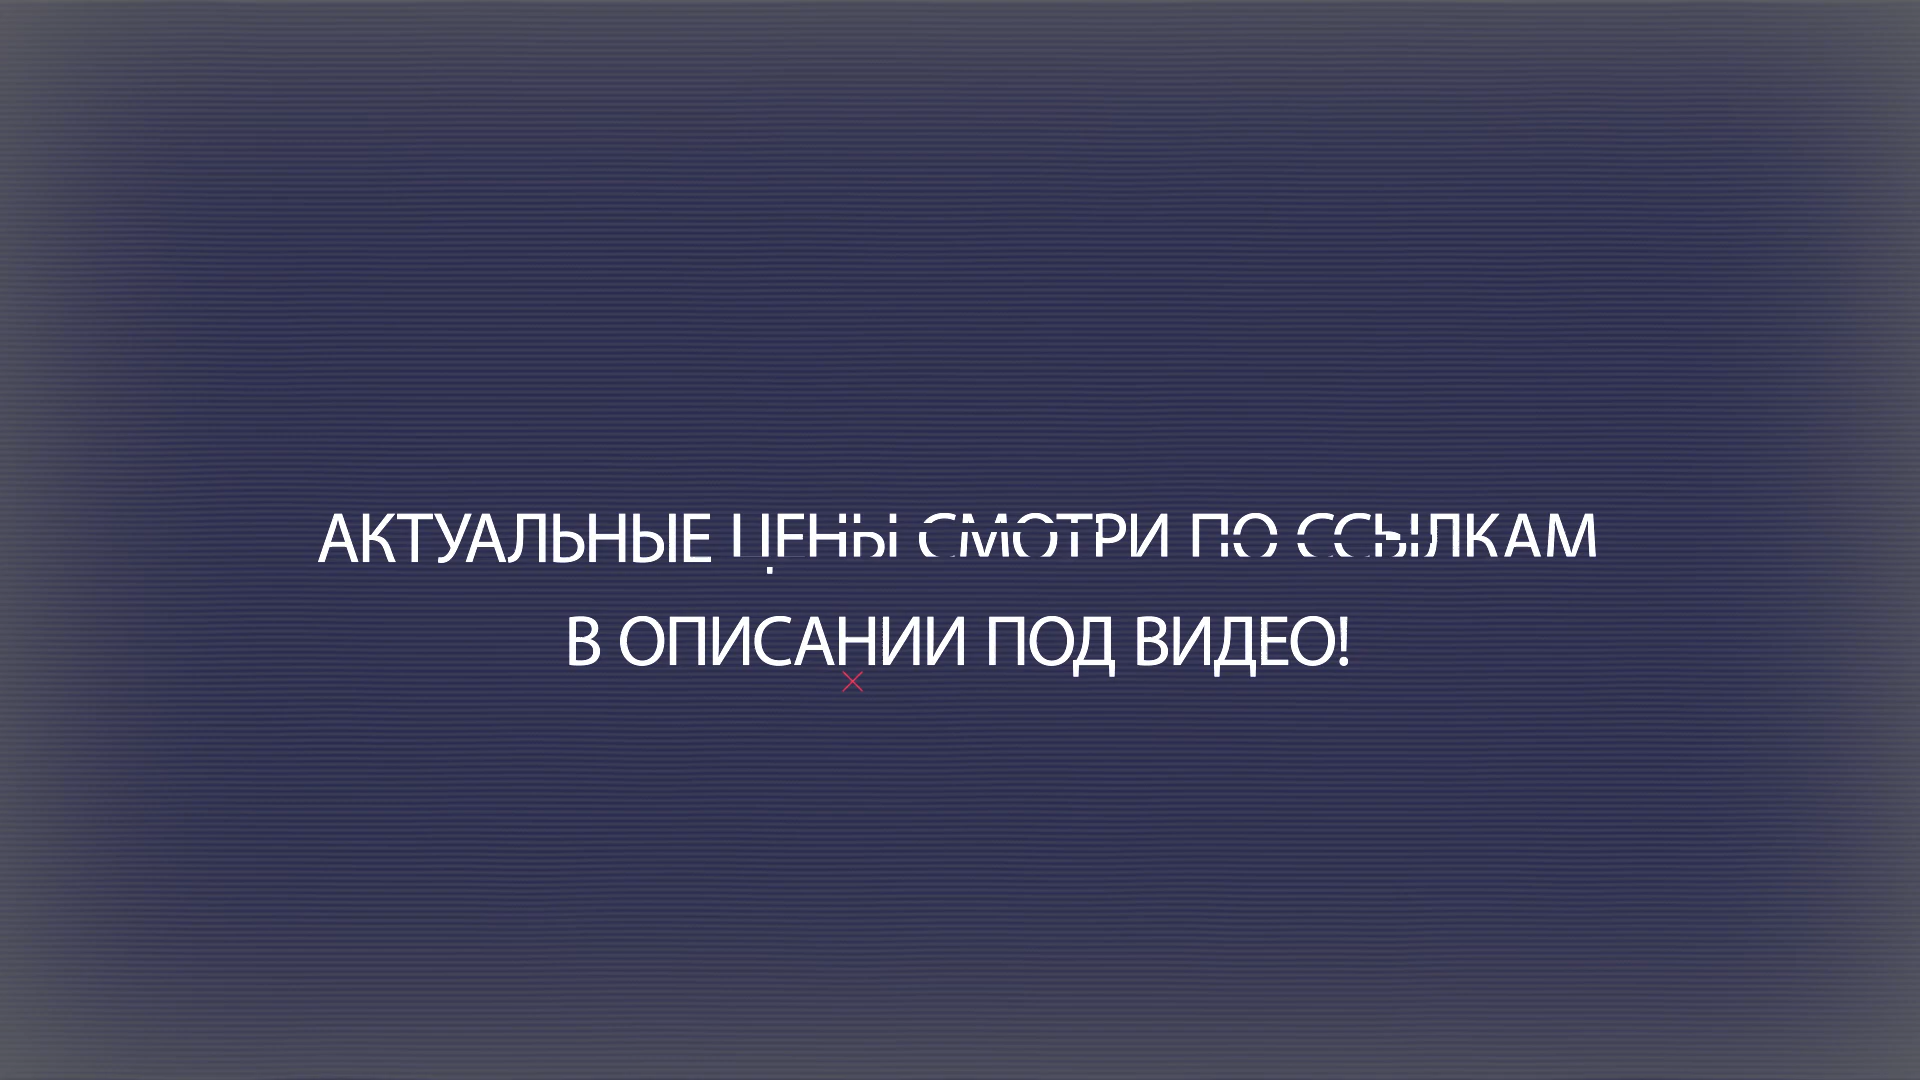 АКТУАЛЬНЫЕ ЦЕНЫ СМОТРИ ПО ССЫЛКАМ
В ОПИСАНИИ ПОД ВИДЕО!